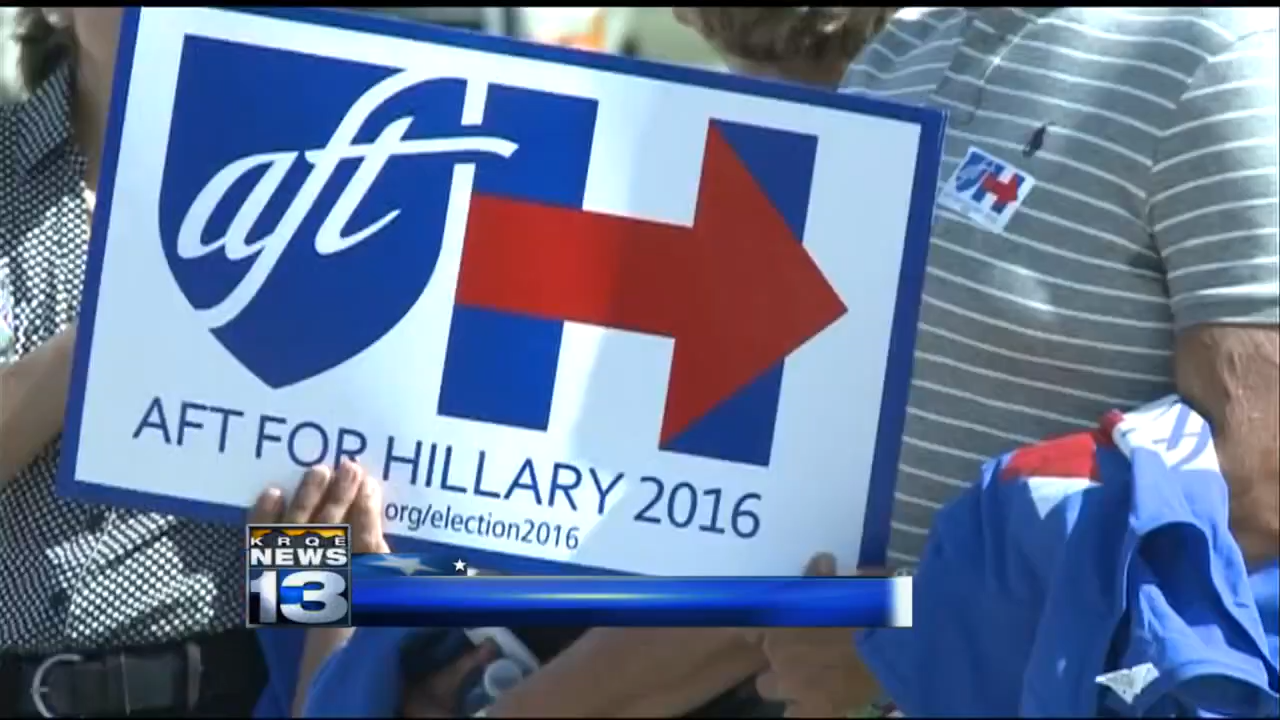 aft H
AFT FOR HILLARY 2016
org/election2016
KRQE
NEWS
13